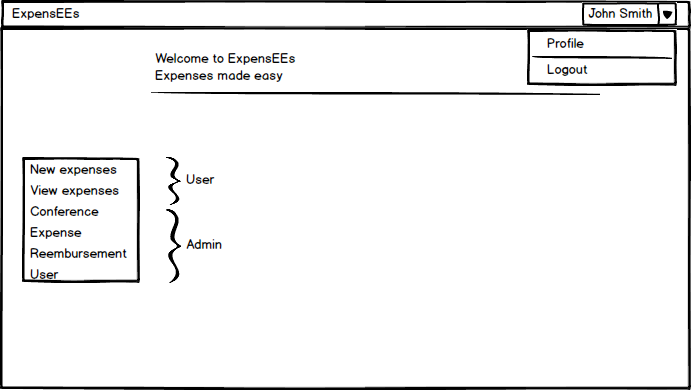 ExpensEEs
John Smith
Profile
Logout
Welcome to ExpensEEs
Expenses made easy
New expenses
View expenses
Conference
Expense
Reembursement
User
User
Admin